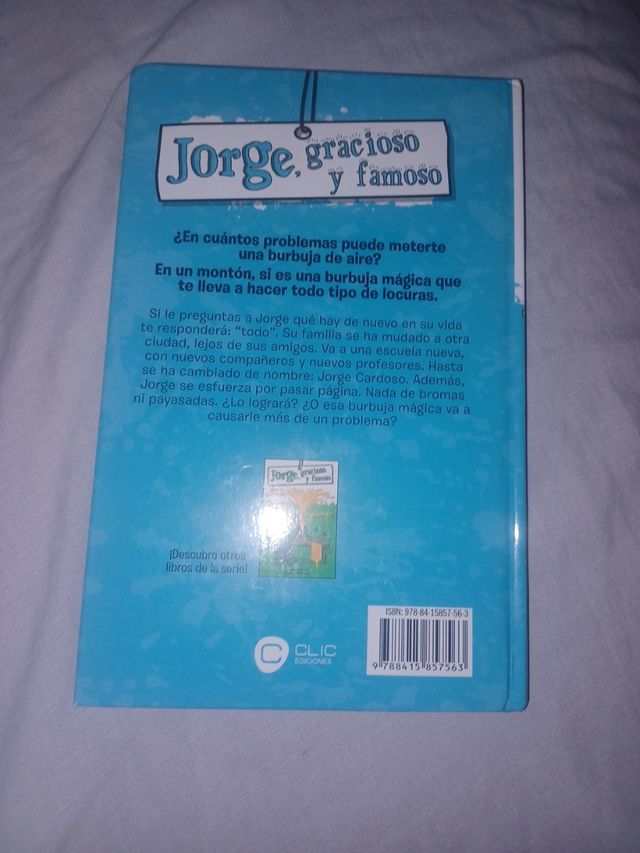 Jorge, gracioso
y famoso
¿En cuántos problemas puede meterte
una burbuja de aire?
En un montón, si es una burbuja mágica que
te lleva a hacer todo tipo de locuras.
Si le preguntas a Jorge qué hay de nuevo en su vida
te responderá: “todo”. Su familia se ha mudado a otra
ciudad, lejos de sus amigos. Va a una escuela nueva,
con nuevos compañeros y nuevos profesores. Hasta
se ha cambiado de nombre: Jorge Cardoso. Además,
Jorge se esfuerza por pasar página. Nada de bromas
ni payasadas. ¿Lo logrará? ¿O esa burbuja mágica va a
causarle más de un problema?
Jorge, gracioso
y famoso
¡Descubre otros
libros de la serie!
C CLIC
EDICIONES
ISBN: 978-84-15857-56-3
9 788415 857563